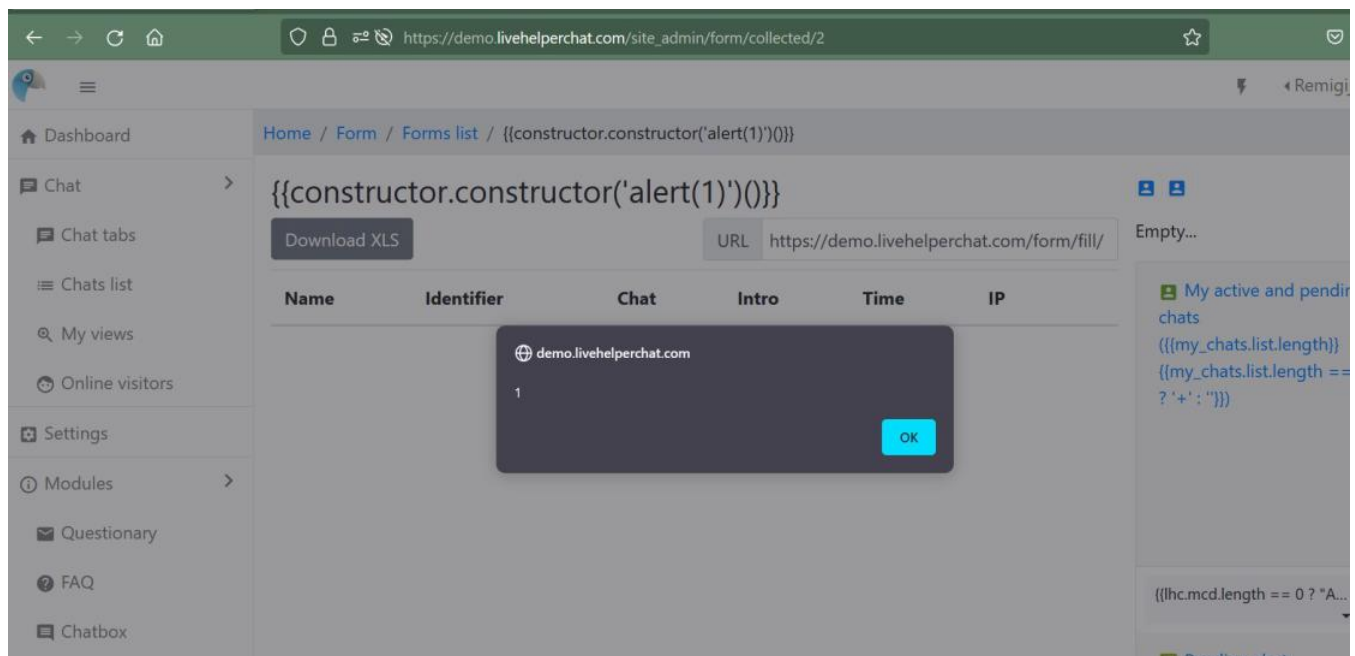 https://demo.livehelperchat.com/site_admin/form/collected/2
Dashboard
Home / Form / Forms list / {{constructor.constructor('alert(1)')()}}
Chat
{{constructor.constructor('alert(1)')()}}
Chat tabs
Download XLS
URL https://demo.livehelperchat.com/form/fill/
Empty...
Chats list
Name Identifier Chat Intro Time IP
My active and pendin
chats
({{my_chats.list.length}}
{{my_chats.list.length ==
? '+' : ''}})
My views
Online visitors
demo.livehelperchat.com
1
OK
Settings
Modules
Questionary
FAQ
{{lhc.mcd.length == 0 ? "A...
Chatbox